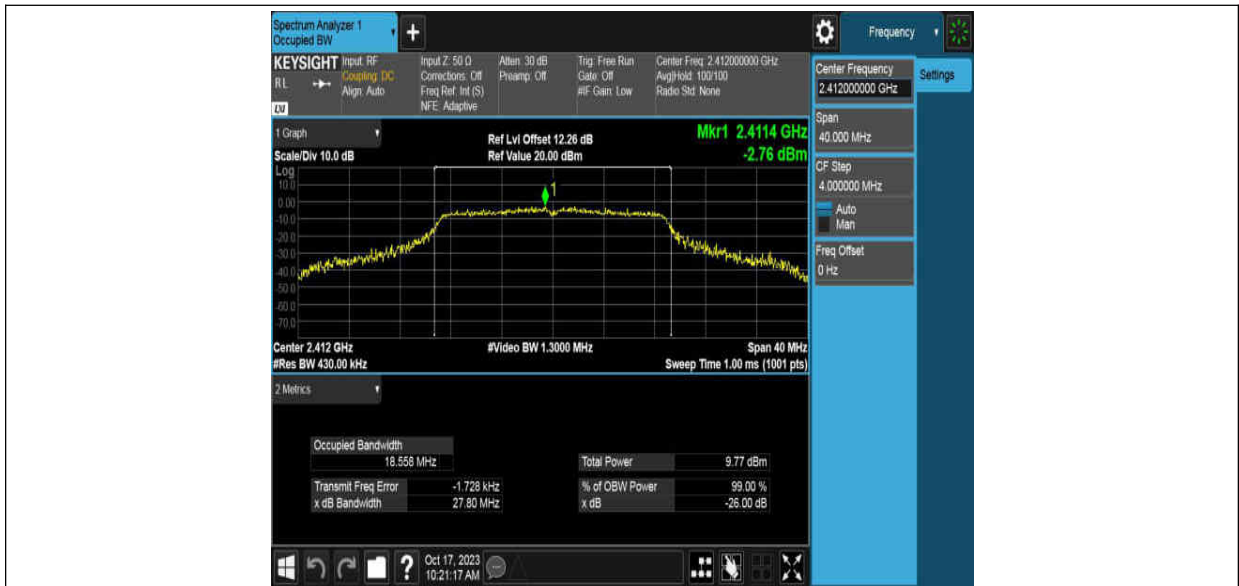 Spectrum Analyzer 1
Occupied BW
Frequency
KEYSIGHT
RL
LXI
Input: RF
Coupling: DC
Align: Auto
Input Z: 50 Ω
Corrections: Off
Freq Ref: Int (S)
NFE: Adaptive
Atten: 30 dB
Preamp: Off
Trig: Free Run
Gate: Off
#IF Gain: Low
Center Freq: 2.412000000 GHz
Avg|Hold: 100/100
Radio Std: None
1 Graph
Scale/Div 10.0 dB
Ref Lvl Offset 12.26 dB
Ref Value 20.00 dBm
Mkr1 2.4114 GHz
-2.76 dBm
Log
10.0
0.00
-10.0
-20.0
-30.0
-40.0
-50.0
-60.0
-70.0
1
Center 2.412 GHz
#Res BW 430.00 kHz
#Video BW 1.3000 MHz
Span 40 MHz
Sweep Time 1.00 ms (1001 pts)
2 Metrics
Occupied Bandwidth
18.558 MHz
Total Power 9.77 dBm
Transmit Freq Error -1.728 kHz
% of OBW Power 99.00 %
x dB Bandwidth 27.80 MHz
x dB -26.00 dB
Center Frequency
2.412000000 GHz
Settings
Span
40.000 MHz
CF Step
4.000000 MHz
Auto
Man
Freq Offset
0 Hz
?
Oct 17, 2023
10:21:17 AM